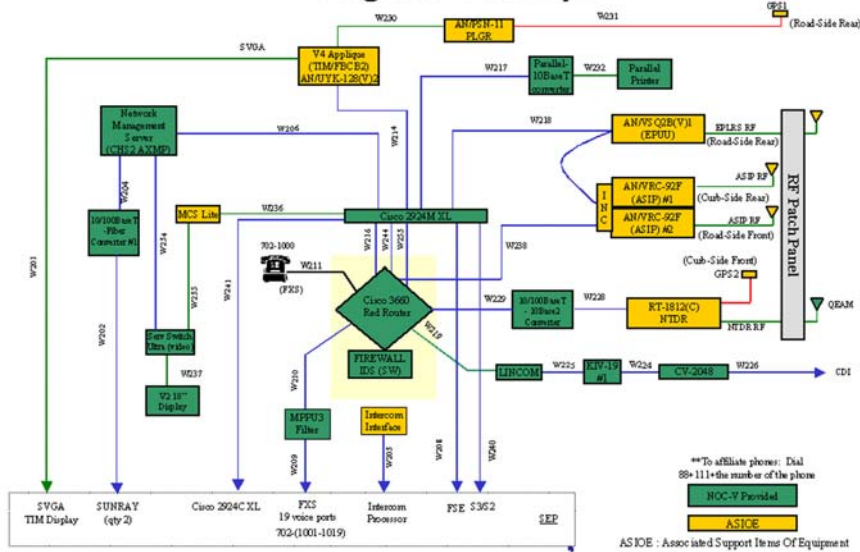 W230
W231
GPS1
(Road-Side Rear)
AN/PSN-11
PLGR
SVGA
V4 Applique
(TIM/FBCB2)
AN/UYK-128(V)2
W217
Parallel-
10BaseT
converter
W232
Parallel
Printer
Network
Management
Server
(CHS2 AXMP)
W206
W214
W218
AN/VSQ2B(V)1
(EPUU)
EPLRS RF
(Road-Side Rear)
RF Patch Panel
W204
W234
MCS Lite
W236
Cisco 2924M XL
INC
AN/VRC-92F
(ASIP) #1
ASIP RF
(Curb-Side Rear)
AN/VRC-92F
(ASIP) #2
ASIP RF
(Road-Side Front)
10/100BaseT
-Fiber
Converter #1
W216
W244
W255
W238
702-1000
W211
(FXS)
(Curb-Side Front)
GPS2
W201
W235
W241
Cisco 3660
Red Router
W229
10/100BaseT
- 10Base2
Converter
W228
RT-1812(C)
NTDR
NTDR RF
QEAM
W202
Serv Switch
Ultra (video)
W219
FIREWALL
IDS (SW)
LINCOM
W225
KIV-19
#1
W224
CV-2048
W226
CDI
W237
V2 18"
Display
W210
MPPU3
Filter
Intercom
Interface
W209
W205
W208
W240
**To affiliate phones: Dial
88+111+the number of the phone
NOC-V Provided
ASIOE
ASIOE : Associated Support Items Of Equipment
SVGA
TIM Display
SUNRAY
(qty 2)
Cisco 2924C XL
FXS
19 voice ports
702-(1001-1019)
Intercom
Processor
FSE
S3/S2
SEP